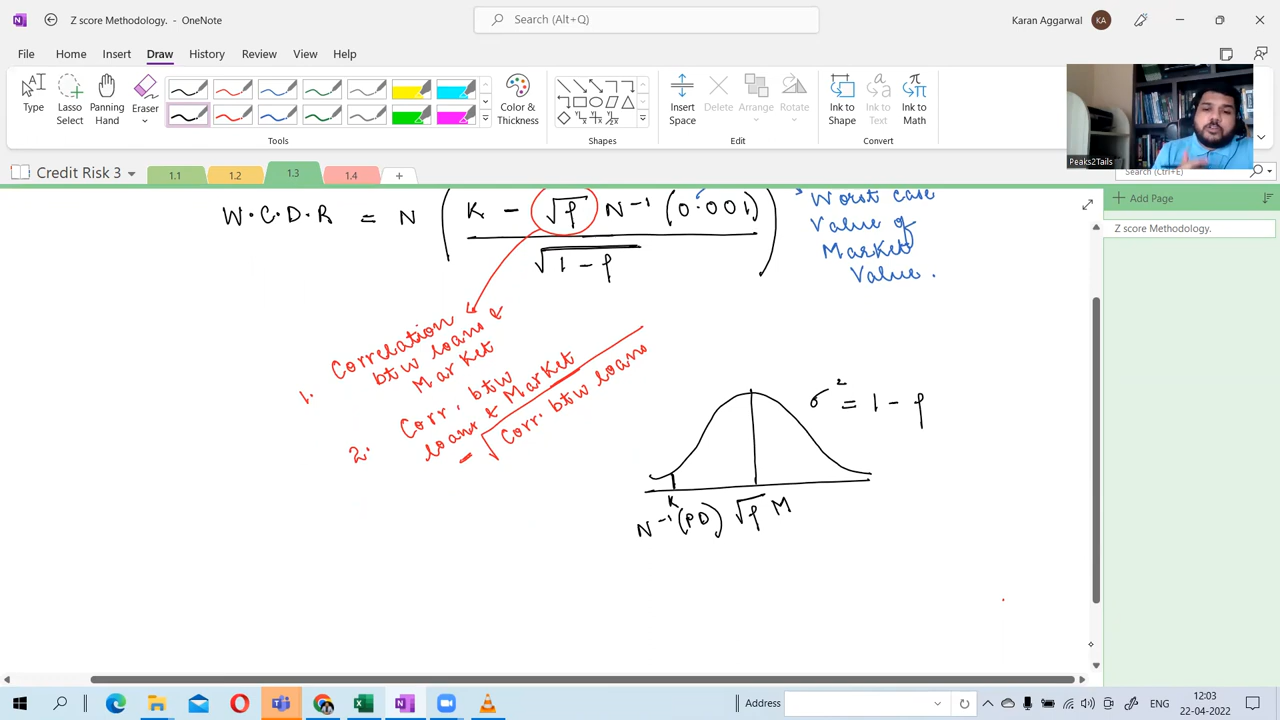 Z score Methodology. - OneNote
Search (Alt+Q)
Karan Aggarwal
KA
File Home Insert Draw History Review View Help
Type
Lasso Select
Panning Hand
Eraser
Color & Thickness
Insert Space
Delete
Arrange
Rotate
Ink to Shape
Ink to Text
Ink to Math
Tools
Shapes
Edit
Convert
Peaks2Tails
Credit Risk 3
1.1
1.2
1.3
1.4
Search (Ctrl+E)
Add Page
Z score Methodology.
W.C.D.R = N ( K - √ρ N⁻¹ (0.001) / √1-ρ )
Worst case
Value of
Market
Value.
1. Correlation
btw loans &
Market
2. Corr. btw
loans & Market
= √Corr. btw loans
σ² = 1 - ρ
K
N⁻¹(PD) √ρ M
Address
ENG
12:03
22-04-2022